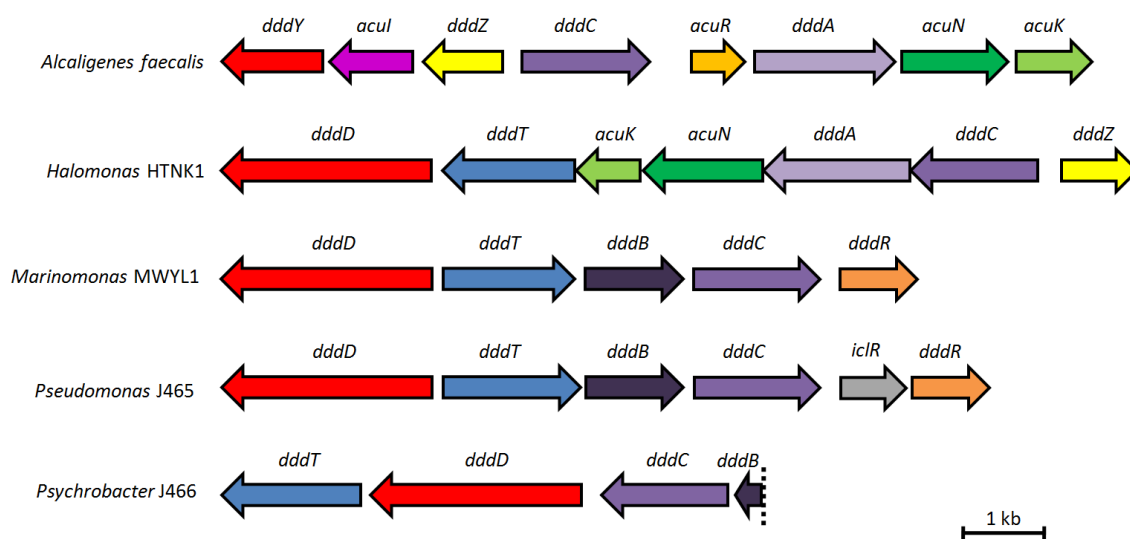 dddY acuI dddZ dddC acuR dddA acuN acuK
Alcaligenes faecalis
dddD dddT acuK acuN dddA dddC dddZ
Halomonas HTNK1
dddD dddT dddB dddC dddR
Marinomonas MWYL1
dddD dddT dddB dddC iclR dddR
Pseudomonas J465
dddT dddD dddC dddB
Psychrobacter J466
1 kb